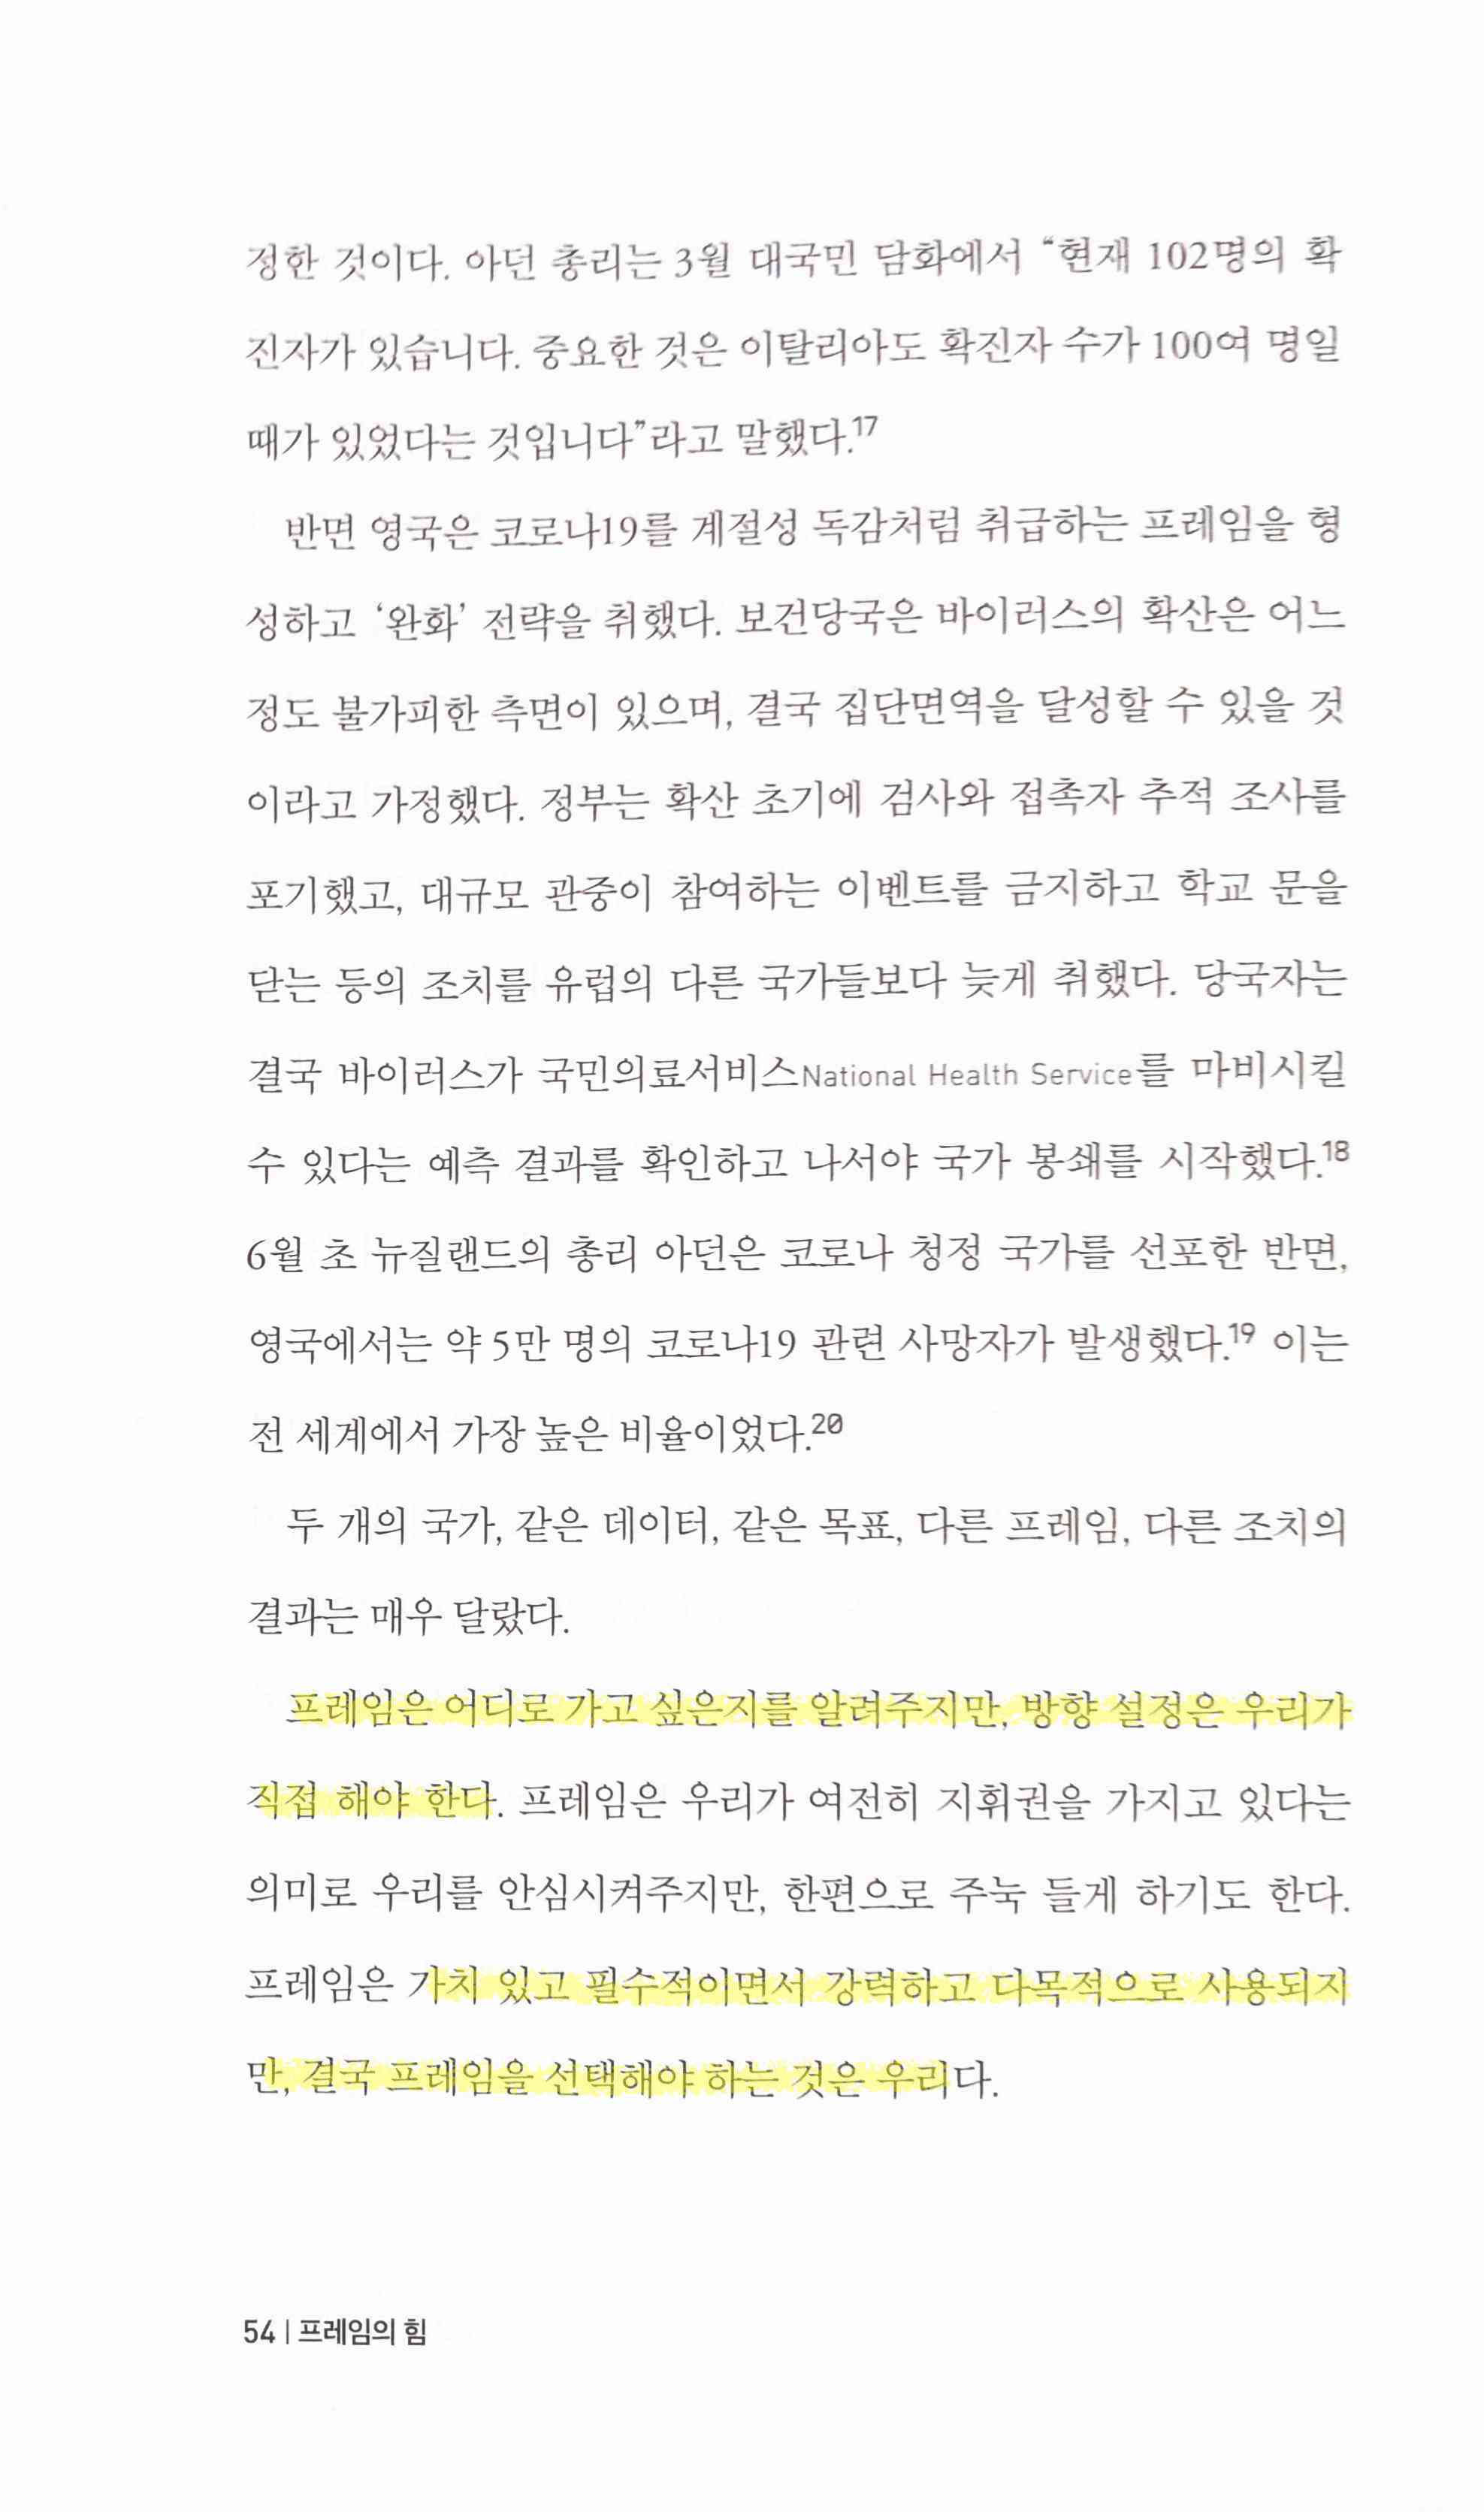 정한 것이다. 아던 총리는 3월 대국민 담화에서 “현재 102명의 확
진자가 있습니다. 중요한 것은 이탈리아도 확진자 수가 100여 명일
때가 있었다는 것입니다”라고 말했다.17
반면 영국은 코로나19를 계절성 독감처럼 취급하는 프레임을 형
성하고 ‘완화’ 전략을 취했다. 보건당국은 바이러스의 확산은 어느
정도 불가피한 측면이 있으며, 결국 집단면역을 달성할 수 있을 것
이라고 가정했다. 정부는 확산 초기에 검사와 접촉자 추적 조사를
포기했고, 대규모 관중이 참여하는 이벤트를 금지하고 학교 문을
닫는 등의 조치를 유럽의 다른 국가들보다 늦게 취했다. 당국자는
결국 바이러스가 국민의료서비스National Health Service를 마비시킬
수 있다는 예측 결과를 확인하고 나서야 국가 봉쇄를 시작했다.18
6월 초 뉴질랜드의 총리 아던은 코로나 청정 국가를 선포한 반면,
영국에서는 약 5만 명의 코로나19 관련 사망자가 발생했다.19 이는
전 세계에서 가장 높은 비율이었다.20
두 개의 국가, 같은 데이터, 같은 목표, 다른 프레임, 다른 조치의
결과는 매우 달랐다.
프레임은 어디로 가고 싶은지를 알려주지만, 방향 설정은 우리가
직접 해야 한다. 프레임은 우리가 여전히 지휘권을 가지고 있다는
의미로 우리를 안심시켜주지만, 한편으로 주눅 들게 하기도 한다.
프레임은 가치 있고 필수적이면서 강력하고 다목적으로 사용되지
만, 결국 프레임을 선택해야 하는 것은 우리다.
54 | 프레임의 힘